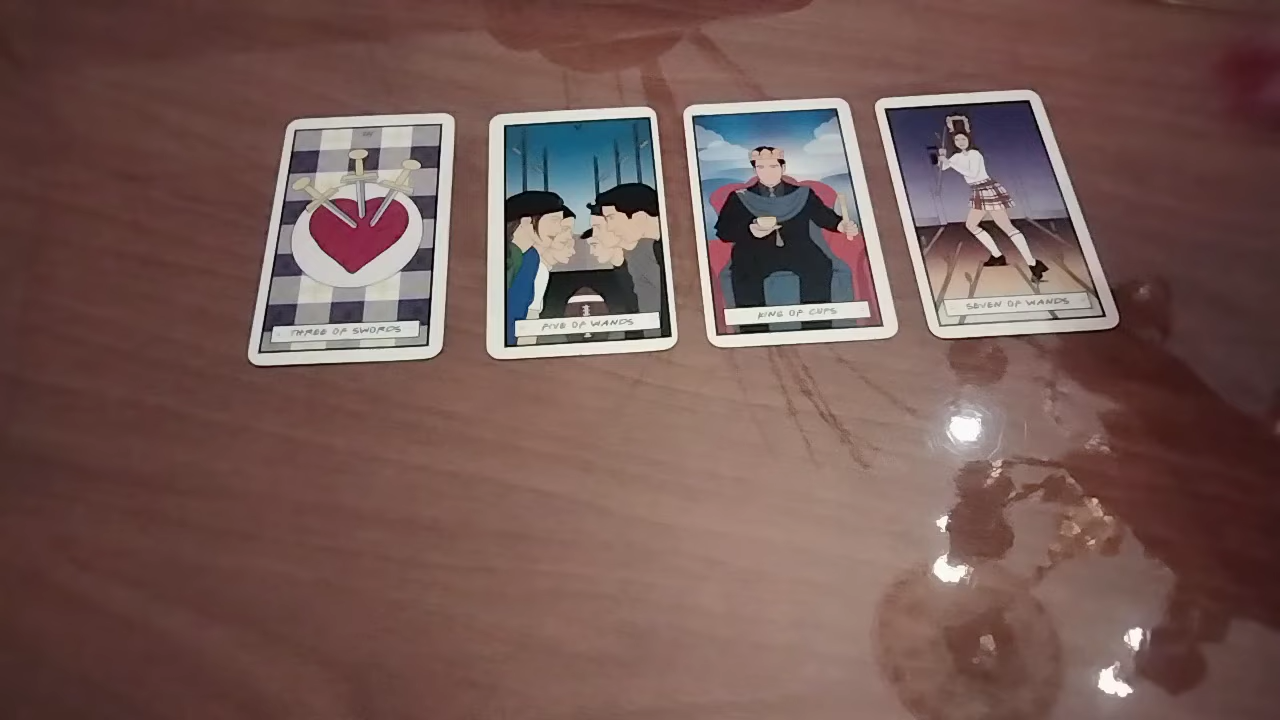 THREE OF SWORDS
FIVE OF WANDS
KING OF CUPS
SEVEN OF WANDS